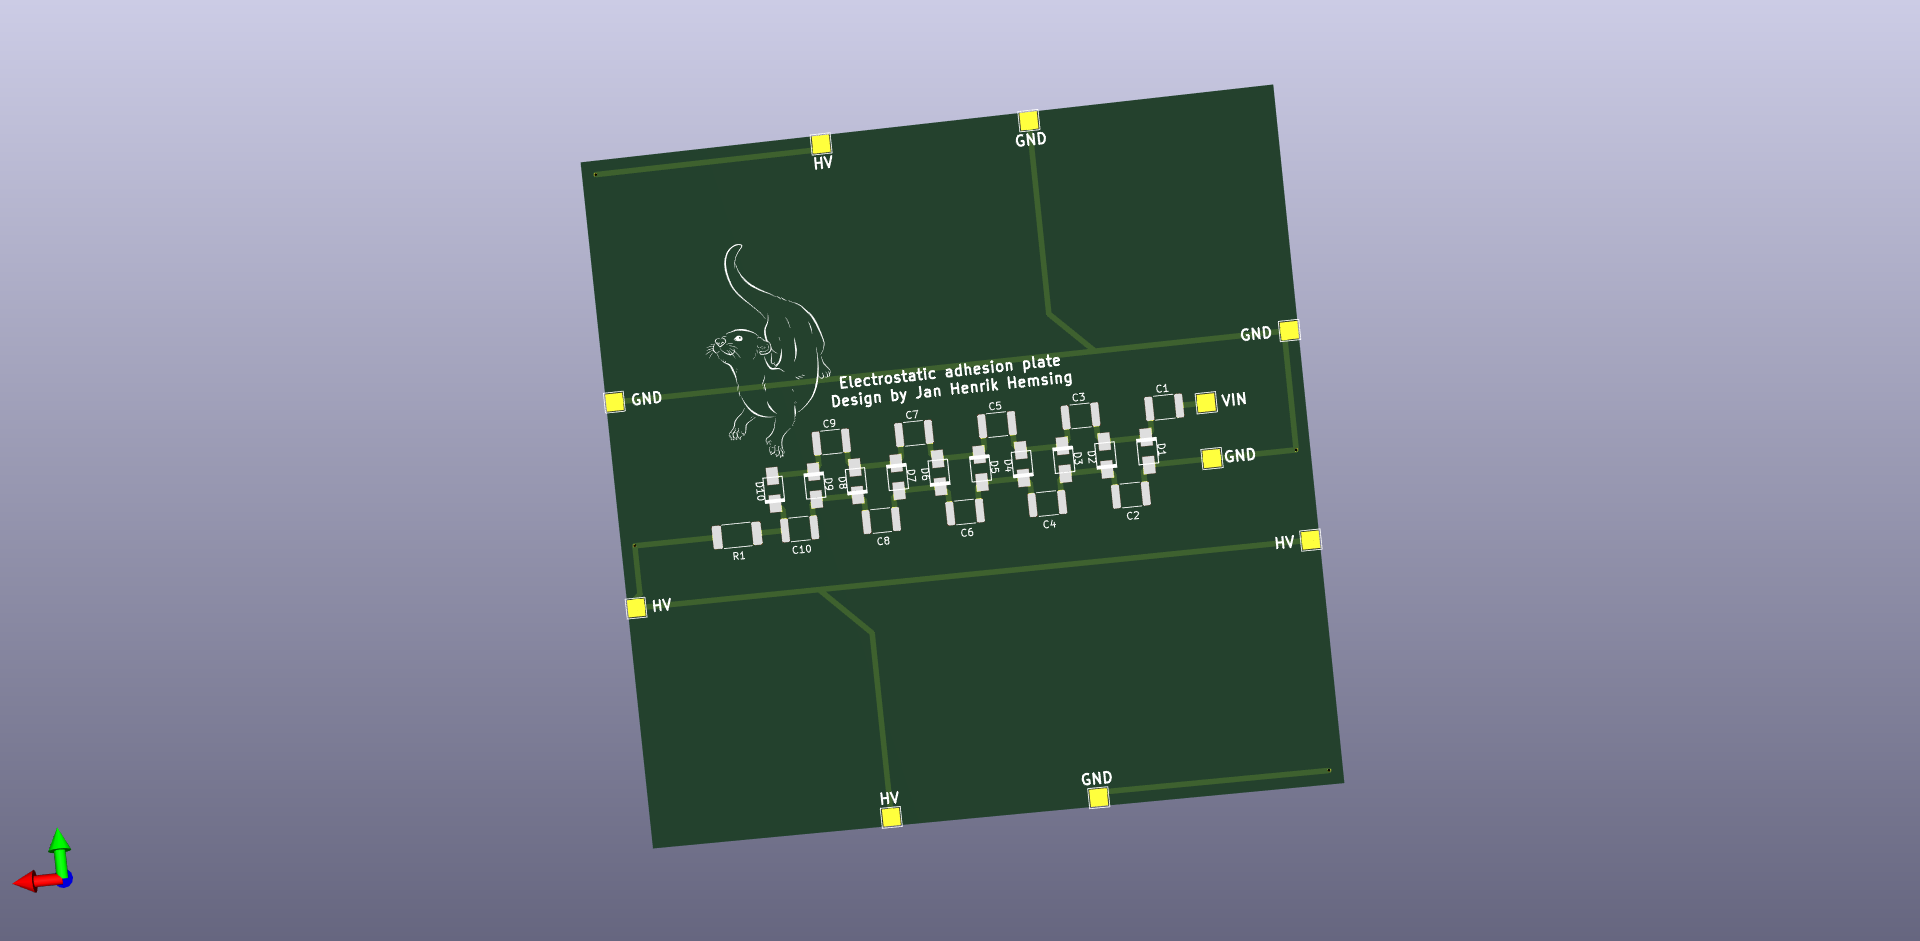 GND
HV
GND
GND
Electrostatic adhesion plate
Design by Jan Henrik Hemsing
C1
C3
C5
C7
C9
VIN
GND
D1
D2
D3
D4
D5
D6
D7
D8
D9
D10
C2
C4
C6
C8
C10
R1
HV
HV
GND
HV